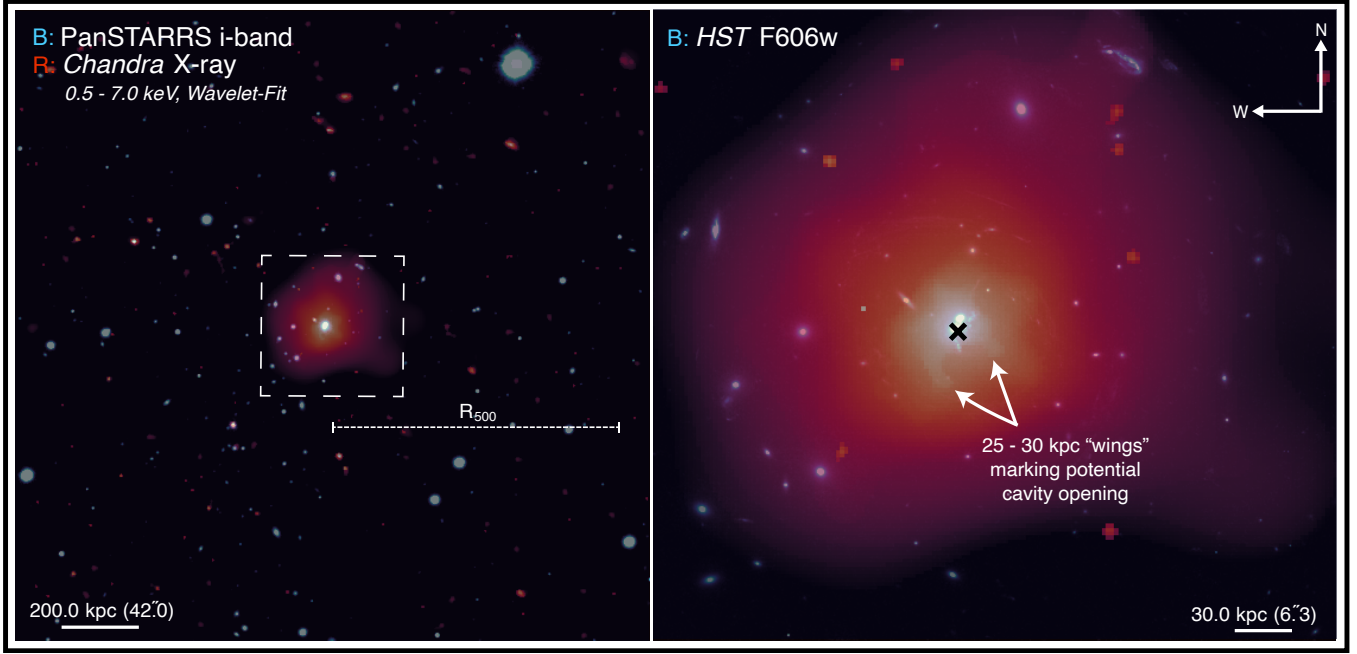 B: PanSTARRS i-band
R: Chandra X-ray
0.5 - 7.0 keV, Wavelet-Fit
R500
200.0 kpc (42″.0)
B: HST F606w
N
W
25 - 30 kpc “wings”
marking potential
cavity opening
30.0 kpc (6″.3)